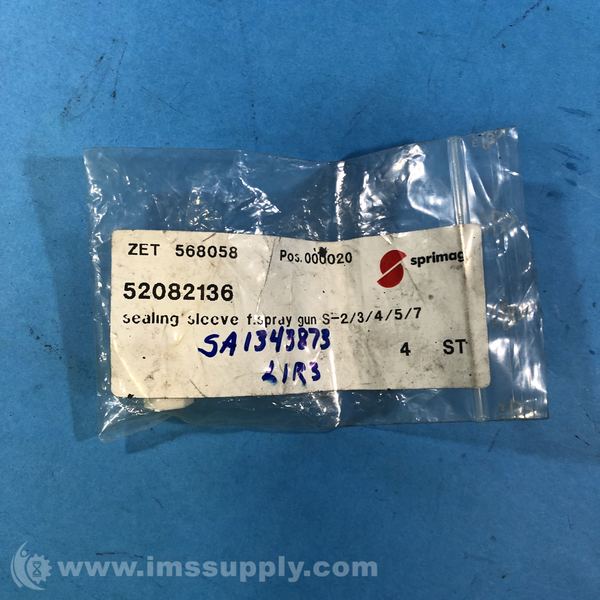 ZET 568058 Pos.000020 sprimag
52082136
sealing sleeve f.spray gun S-2/3/4/5/7
SA1343873 4 ST
L1R3
www.imssupply.com